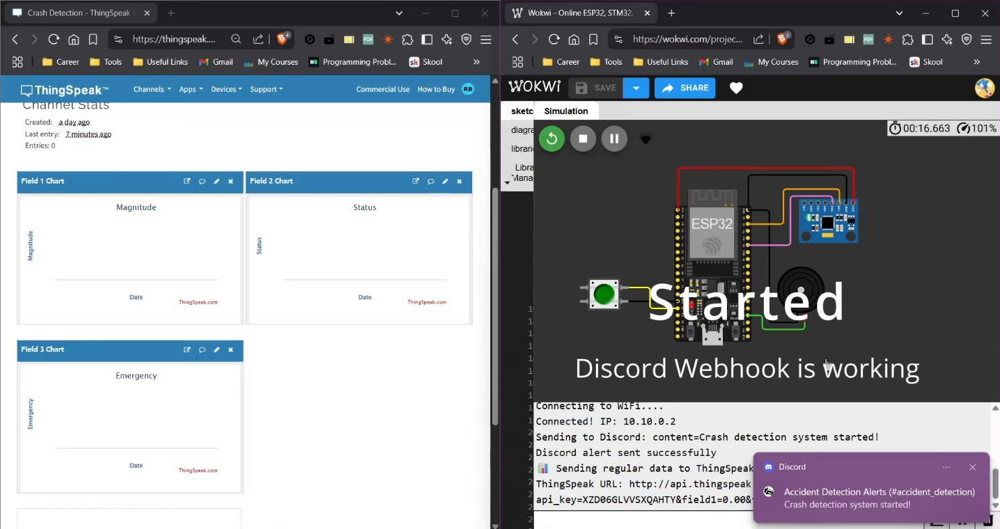 Crash Detection - ThingSpeak
https://thingspeak....
4
PDF
Career
Tools
Useful Links
Gmail
My Courses
Programming Probl...
Skool
»
ThingSpeak™
Channels
Apps
Devices
Support
Commercial Use
How to Buy
RB
Channel Stats
Created: a day ago
Last entry: 7 minutes ago
Entries: 0
Field 1 Chart
Magnitude
Magnitude
Date
ThingSpeak.com
Field 2 Chart
Status
Status
Date
ThingSpeak.com
Field 3 Chart
Emergency
Emergency
Date
ThingSpeak.com
Wokwi - Online ESP32, STM32,
https://wokwi.com/projec...
3
PDF
Career
Tools
Useful Links
Gmail
My Courses
Programming Probl...
Skool
»
WOKWI
SAVE
SHARE
sketc
Simulation
diagra
librarie
Libra
Mana
00:16.663
101%
ESP32
Started
Discord Webhook is working
Connecting to WiFi....
Connected! IP: 10.10.0.2
Sending to Discord: content=Crash detection system started!
Discord alert sent successfully
Sending regular data to ThingSpeak
ThingSpeak URL: http://api.thingspeak
api_key=XZD06GLVVSXQAHTY&field1=0.00&
Discord
Accident Detection Alerts (#accident_detection)
Crash detection system started!